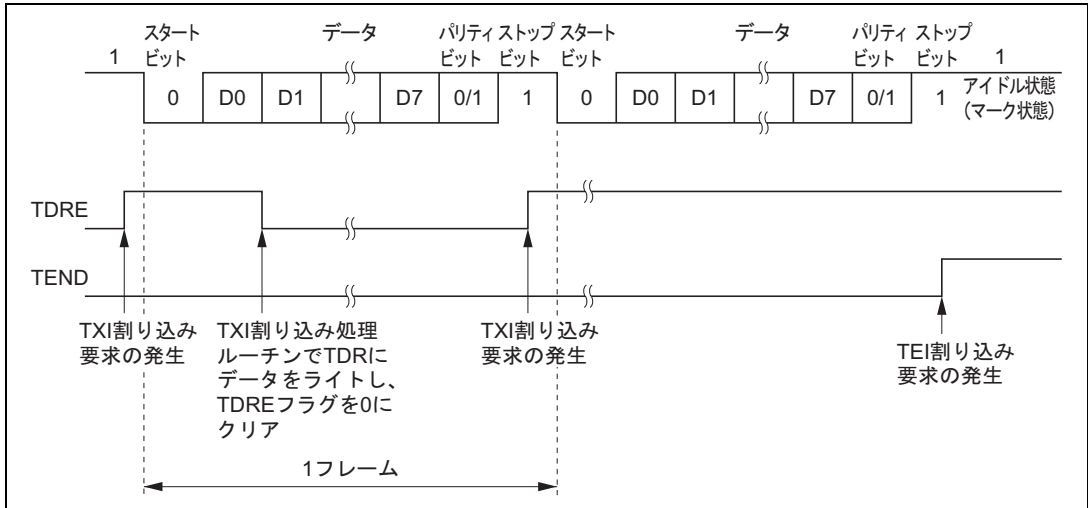 スタート データ パリティ ストップ スタート データ パリティ ストップ
1 ビット ビット ビット ビット ビット ビット 1
0 D0 D1 D7 0/1 1 0 D0 D1 D7 0/1 1 アイドル状態
(マーク状態)
TDRE
TEND
TXI割り込み
要求の発生
TXI割り込み処理
ルーチンでTDRに
データをライトし、
TDREフラグを0に
クリア
TXI割り込み
要求の発生
TEI割り込み
要求の発生
1フレーム